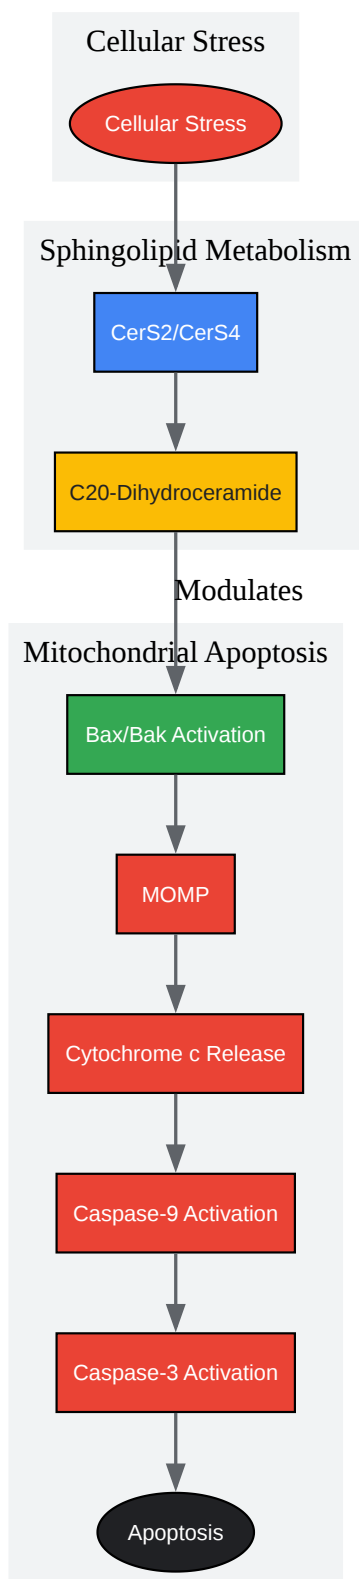 Cellular Stress
Cellular Stress
Sphingolipid Metabolism
CerS2/CerS4
C20-Dihydroceramide
Modulates
Mitochondrial Apoptosis
Bax/Bak Activation
MOMP
Cytochrome c Release
Caspase-9 Activation
Caspase-3 Activation
Apoptosis